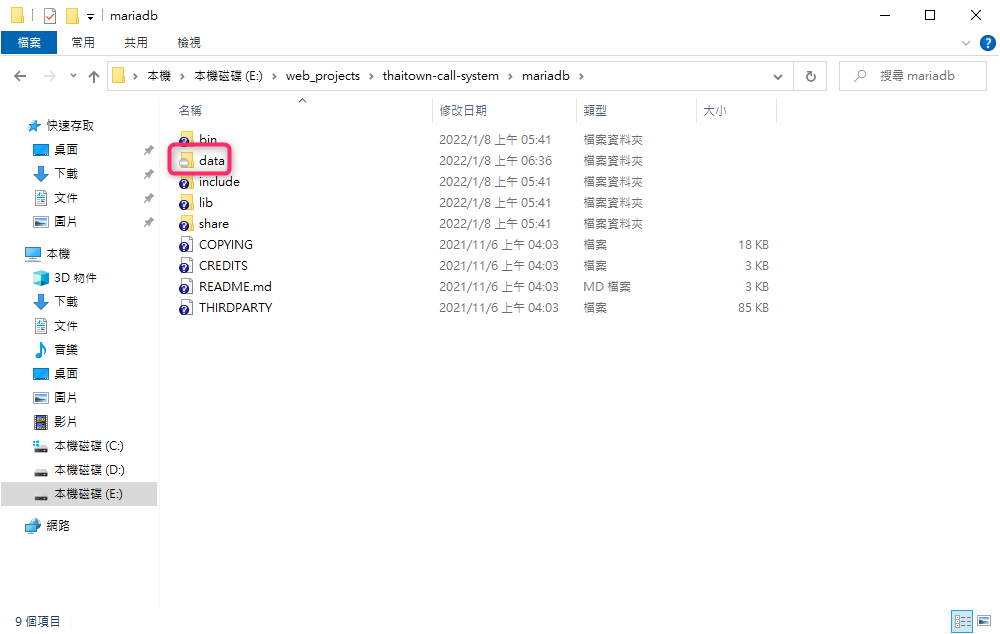 mariadb
檔案 常用 共用 檢視
本機 本機磁碟 (E:) web_projects thaitown-call-system mariadb 搜尋 mariadb
快速存取
桌面
下載
文件
圖片
本機
3D 物件
下載
文件
音樂
桌面
圖片
影片
本機磁碟 (C:)
本機磁碟 (D:)
本機磁碟 (E:)
網路
名稱 修改日期 類型 大小
bin 2022/1/8 上午 05:41 檔案資料夾
data 2022/1/8 上午 06:36 檔案資料夾
include 2022/1/8 上午 05:41 檔案資料夾
lib 2022/1/8 上午 05:41 檔案資料夾
share 2022/1/8 上午 05:41 檔案資料夾
COPYING 2021/11/6 上午 04:03 檔案 18 KB
CREDITS 2021/11/6 上午 04:03 檔案 3 KB
README.md 2021/11/6 上午 04:03 MD 檔案 3 KB
THIRDPARTY 2021/11/6 上午 04:03 檔案 85 KB
9 個項目